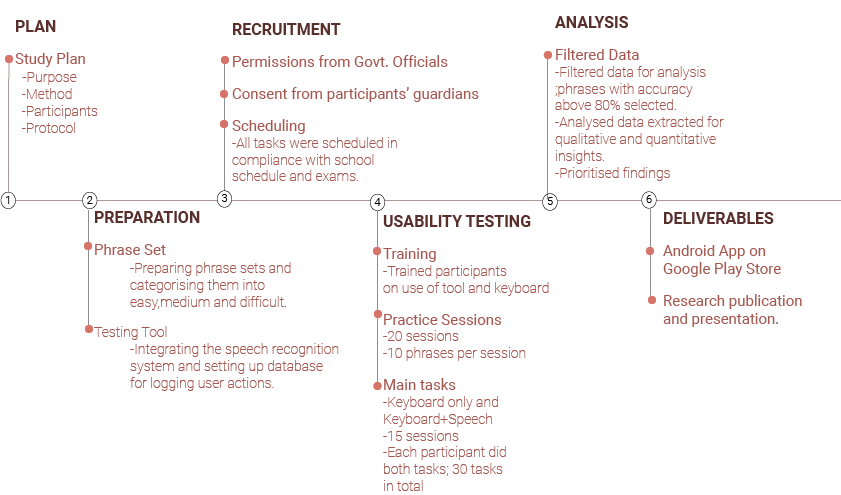 PLAN
Study Plan
-Purpose
-Method
-Participants
-Protocol
1
2
PREPARATION
Phrase Set
-Preparing phrase sets and
categorising them into
easy,medium and difficult.
Testing Tool
-Integrating the speech recognition
system and setting up database
for logging user actions.
RECRUITMENT
Permissions from Govt. Officials
Consent from participants’ guardians
Scheduling
-All tasks were scheduled in
compliance with school
schedule and exams.
3
4
USABILITY TESTING
Training
-Trained participants
on use of tool and keyboard
Practice Sessions
-20 sessions
-10 phrases per session
Main tasks
-Keyboard only and
Keyboard+Speech
-15 sessions
-Each participant did
both tasks; 30 tasks
in total
ANALYSIS
Filtered Data
-Filtered data for analysis
;phrases with accuracy
above 80% selected.
-Analysed data extracted for
qualitative and quantitative
insights.
-Prioritised findings
5
6
DELIVERABLES
Android App on
Google Play Store
Research publication
and presentation.